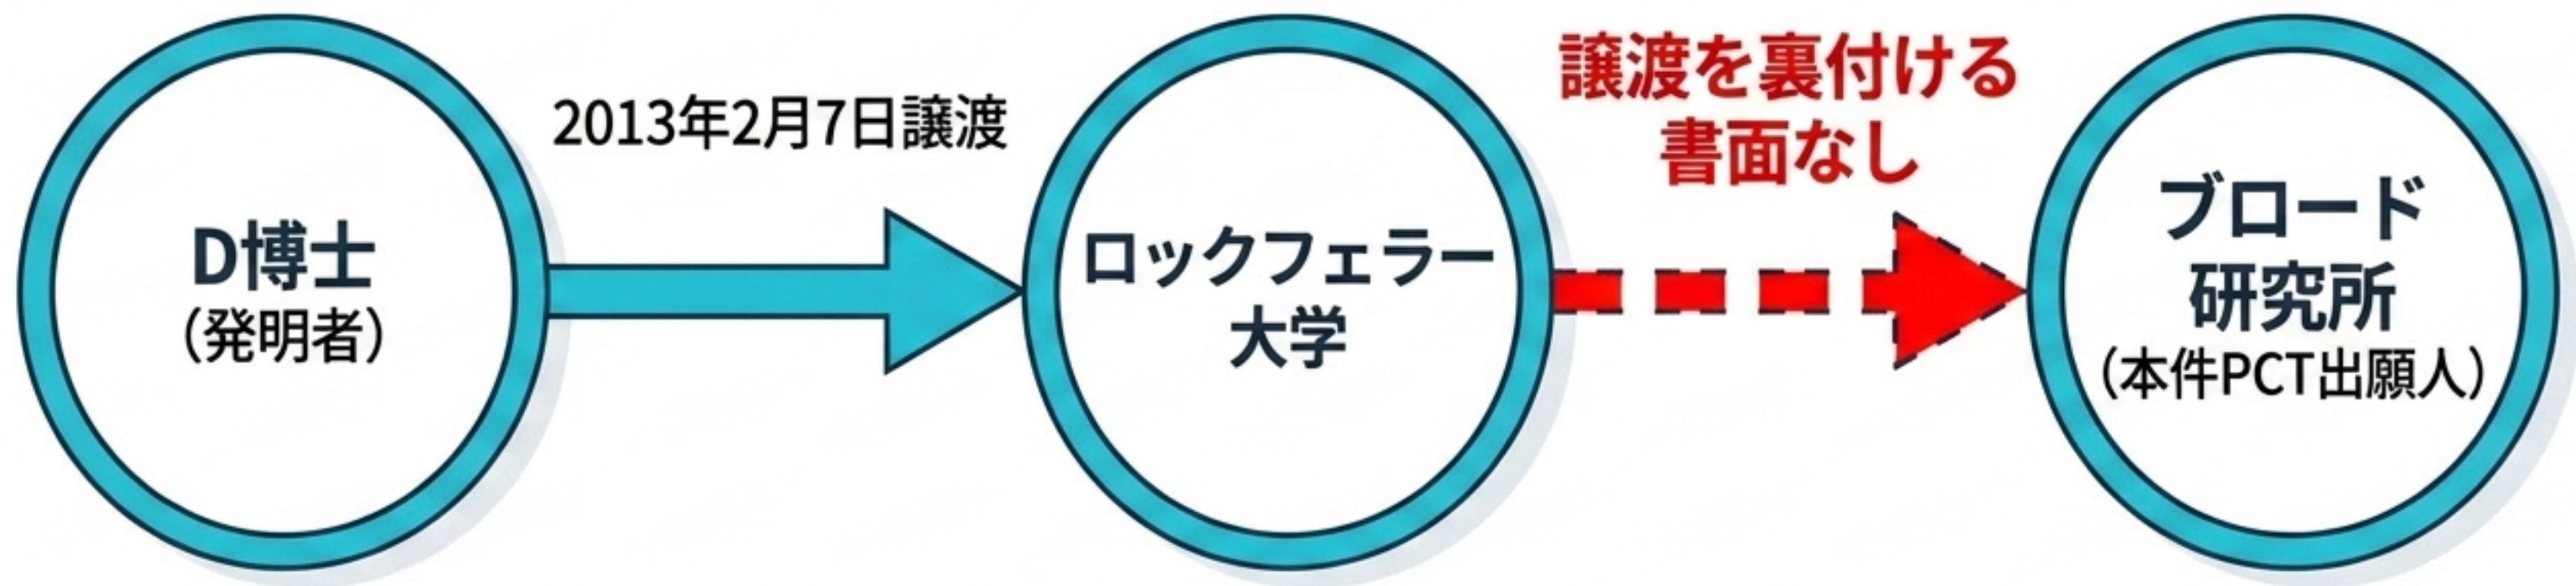 D博士
（発明者）
2013年2月7日譲渡
ロックフェラー
大学
譲渡を裏付ける
書面なし
ブロード
研究所
（本件PCT出願人）